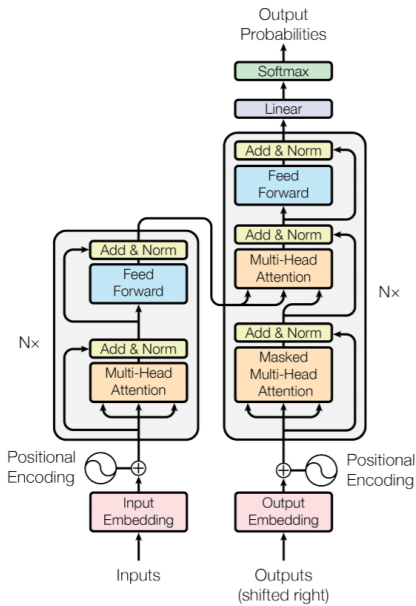 Output
Probabilities
Softmax
Linear
Add & Norm
Feed
Forward
Add & Norm
Multi-Head
Attention
Nx
Add & Norm
Masked
Multi-Head
Attention
Positional
Encoding
Output
Embedding
Outputs
(shifted right)
Add & Norm
Feed
Forward
Nx
Add & Norm
Multi-Head
Attention
Positional
Encoding
Input
Embedding
Inputs